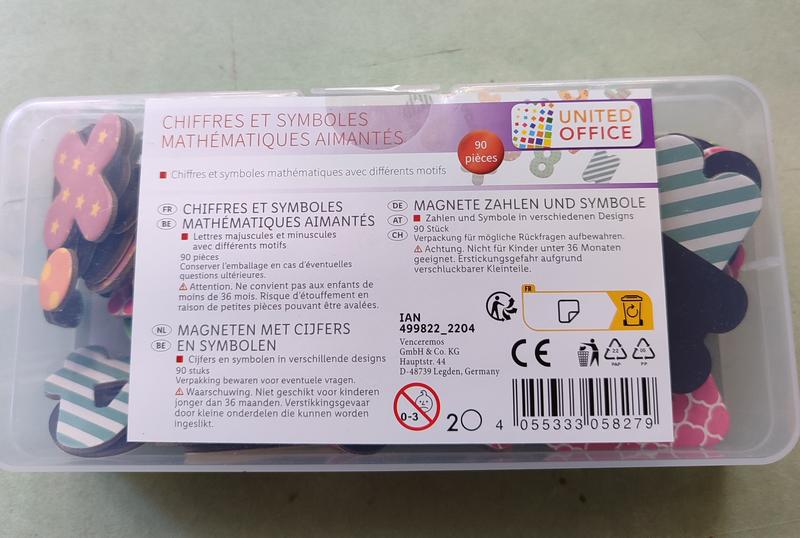 CHIFFRES ET SYMBOLES
MATHÉMATIQUES AIMANTÉS
90
pièces
UNITED
OFFICE
Chiffres et symboles mathématiques avec différents motifs
FR CHIFFRES ET SYMBOLES
BE MATHÉMATIQUES AIMANTÉS
Lettres majuscules et minuscules
avec différents motifs
90 pièces
Conserver l'emballage en cas d'éventuelles
questions ultérieures.
Attention. Ne convient pas aux enfants de
moins de 36 mois. Risque d'étouffement en
raison de petites pièces pouvant être avalées.
NL MAGNETEN MET CIJFERS
BE EN SYMBOLEN
Cijfers en symbolen in verschillende designs
90 stuks
Verpakking bewaren voor eventuele vragen.
Waarschuwing. Niet geschikt voor kinderen
jonger dan 36 maanden. Verstikkingsgevaar
door kleine onderdelen die kunnen worden
ingeslikt.
DE MAGNETE ZAHLEN UND SYMBOLE
AT Zahlen und Symbole in verschiedenen Designs
90 Stück
CH Verpackung für mögliche Rückfragen aufbewahren.
Achtung. Nicht für Kinder unter 36 Monaten
geeignet. Erstickungsgefahr aufgrund
verschluckbarer Kleinteile.
FR
IAN
499822_2204
Venceremos
GmbH & Co. KG
Hauptstr. 44
D-48739 Legden, Germany
CE
22
PAP
05
PP
0-3
2
4 055333 058279